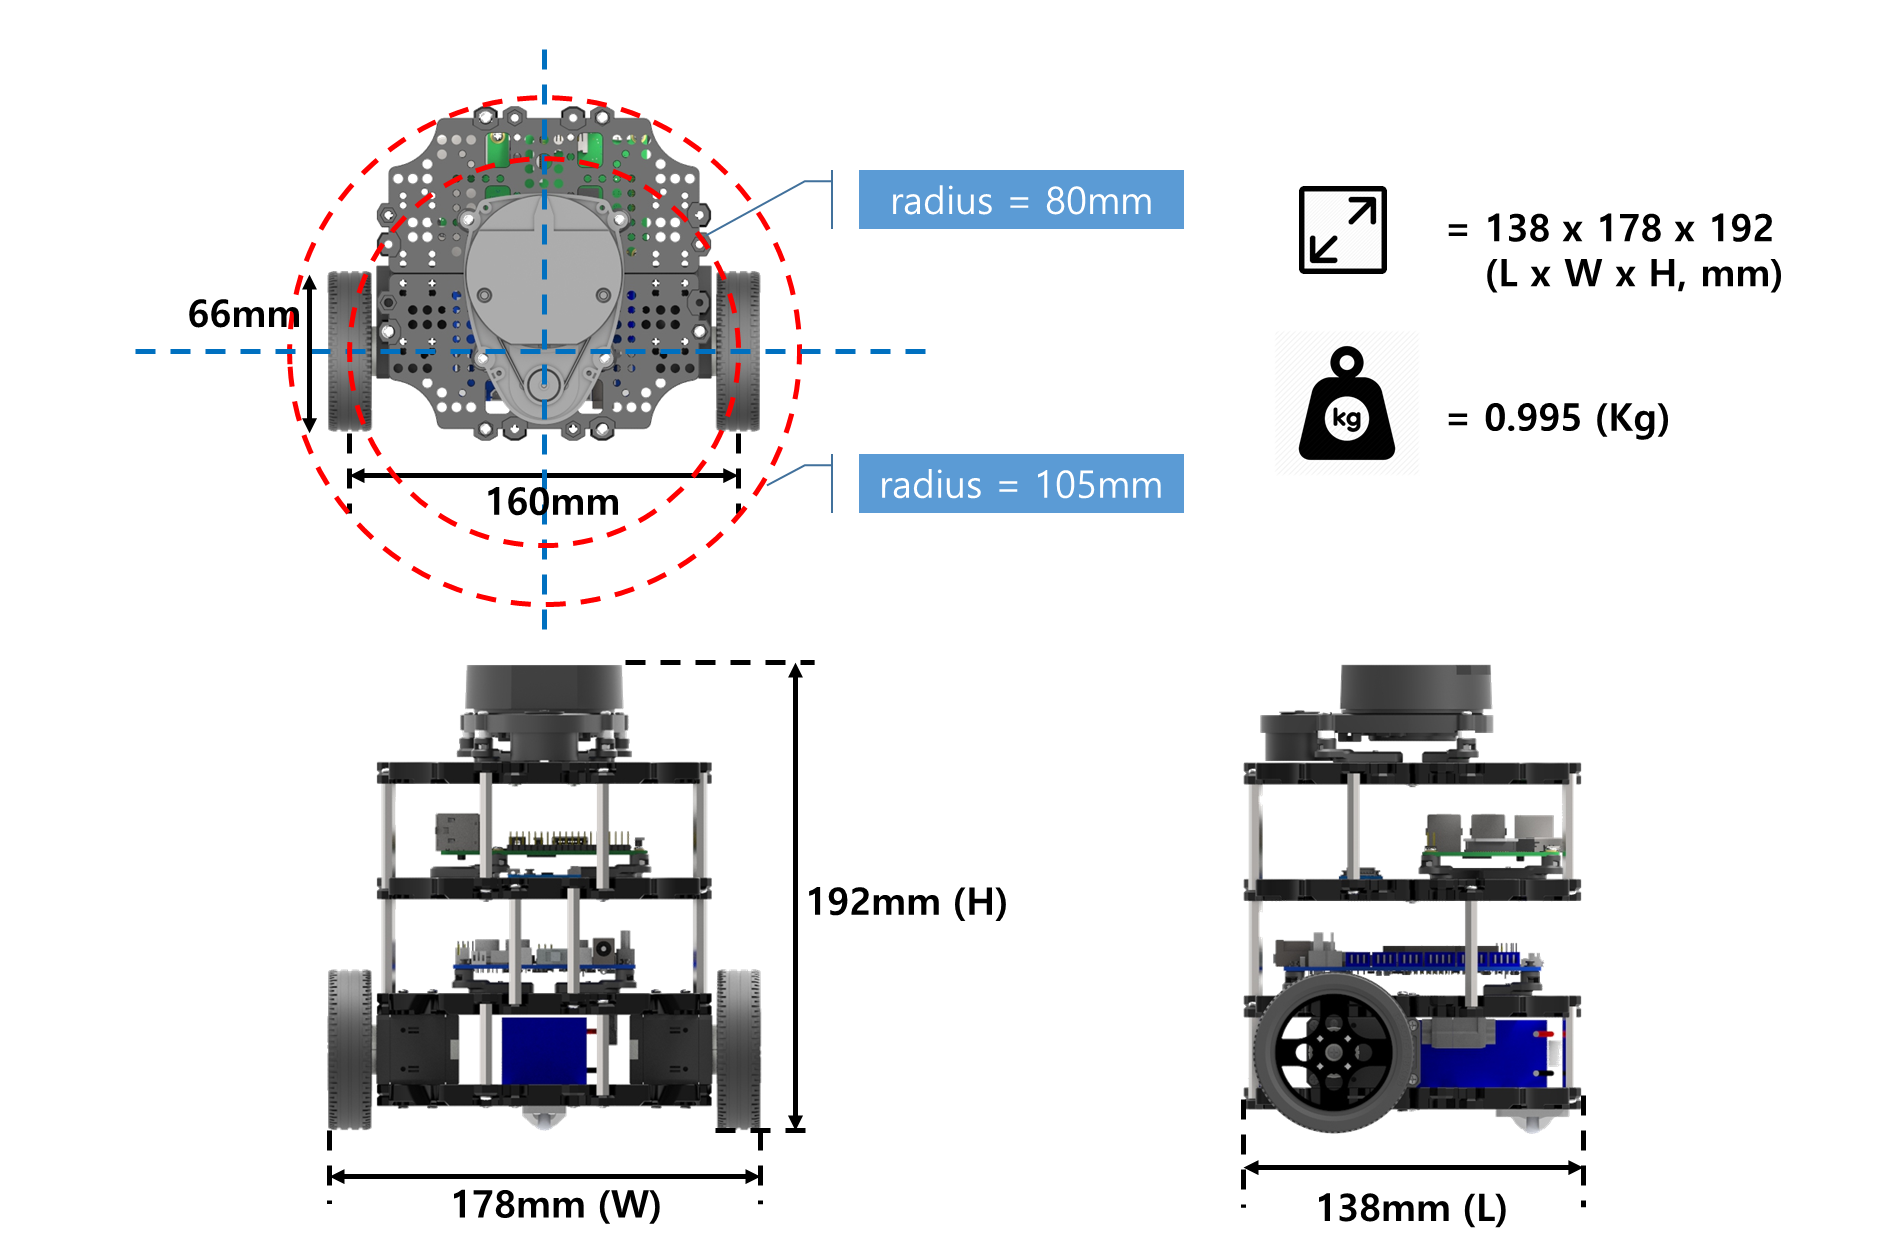 radius = 80mm
= 138 x 178 x 192
(L x W x H, mm)
66mm
kg
= 0.995 (Kg)
radius = 105mm
160mm
192mm (H)
178mm (W)
138mm (L)